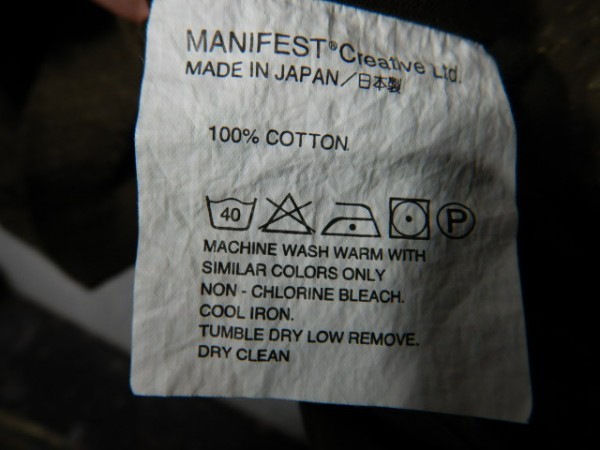 MANIFEST®Creative Ltd.
MADE IN JAPAN/日本製
100% COTTON.
40 P
MACHINE WASH WARM WITH
SIMILAR COLORS ONLY
NON - CHLORINE BLEACH.
COOL IRON.
TUMBLE DRY LOW REMOVE.
DRY CLEAN